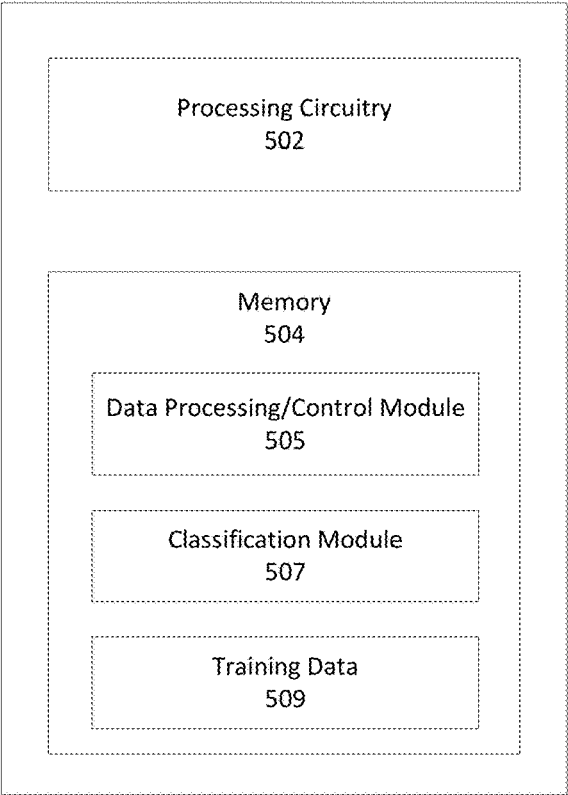 Processing Circuitry
502
Memory
504
Data Processing/Control Module
505
Classification Module
507
Training Data
509